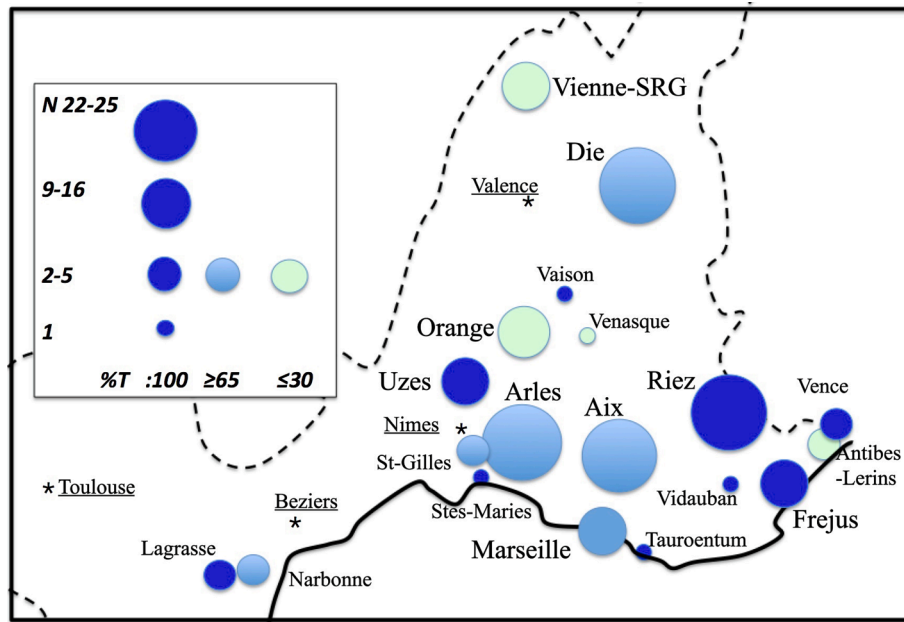 N 22-25
9-16
2-5
1
%T :100 ≥65 ≤30
Vienne-SRG
Die
Valence
*
Vaison
Orange
Venasque
Uzes
Arles
Aix
Riez
Vence
Nimes
*
St-Gilles
Antibes
-Lerins
* Toulouse
Stes-Maries
Vidauban
Frejus
Beziers
*
Marseille
Tauroentum
Lagrasse
Narbonne